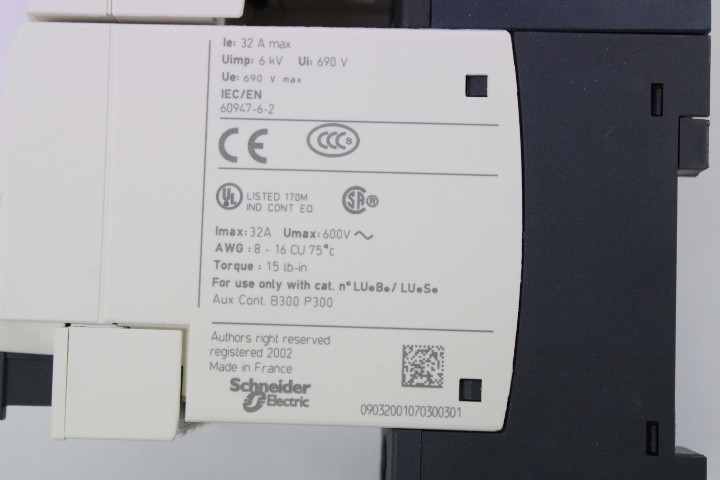 Ie: 32 A max
Uimp: 6 kV Ui: 690 V
Ue: 690 V max
IEC/EN
60947-6-2
CE CCC S
UL LISTED 170M SA ®
IND CONT EQ
Imax: 32A Umax: 600V ~
AWG : 8 - 16 CU 75°c
Torque : 15 lb-in
For use only with cat. n° LU•B• / LU•S•
Aux Cont. B300 P300
Authors right reserved
registered 2002
Made in France
Schneider
Electric
09032001070300301